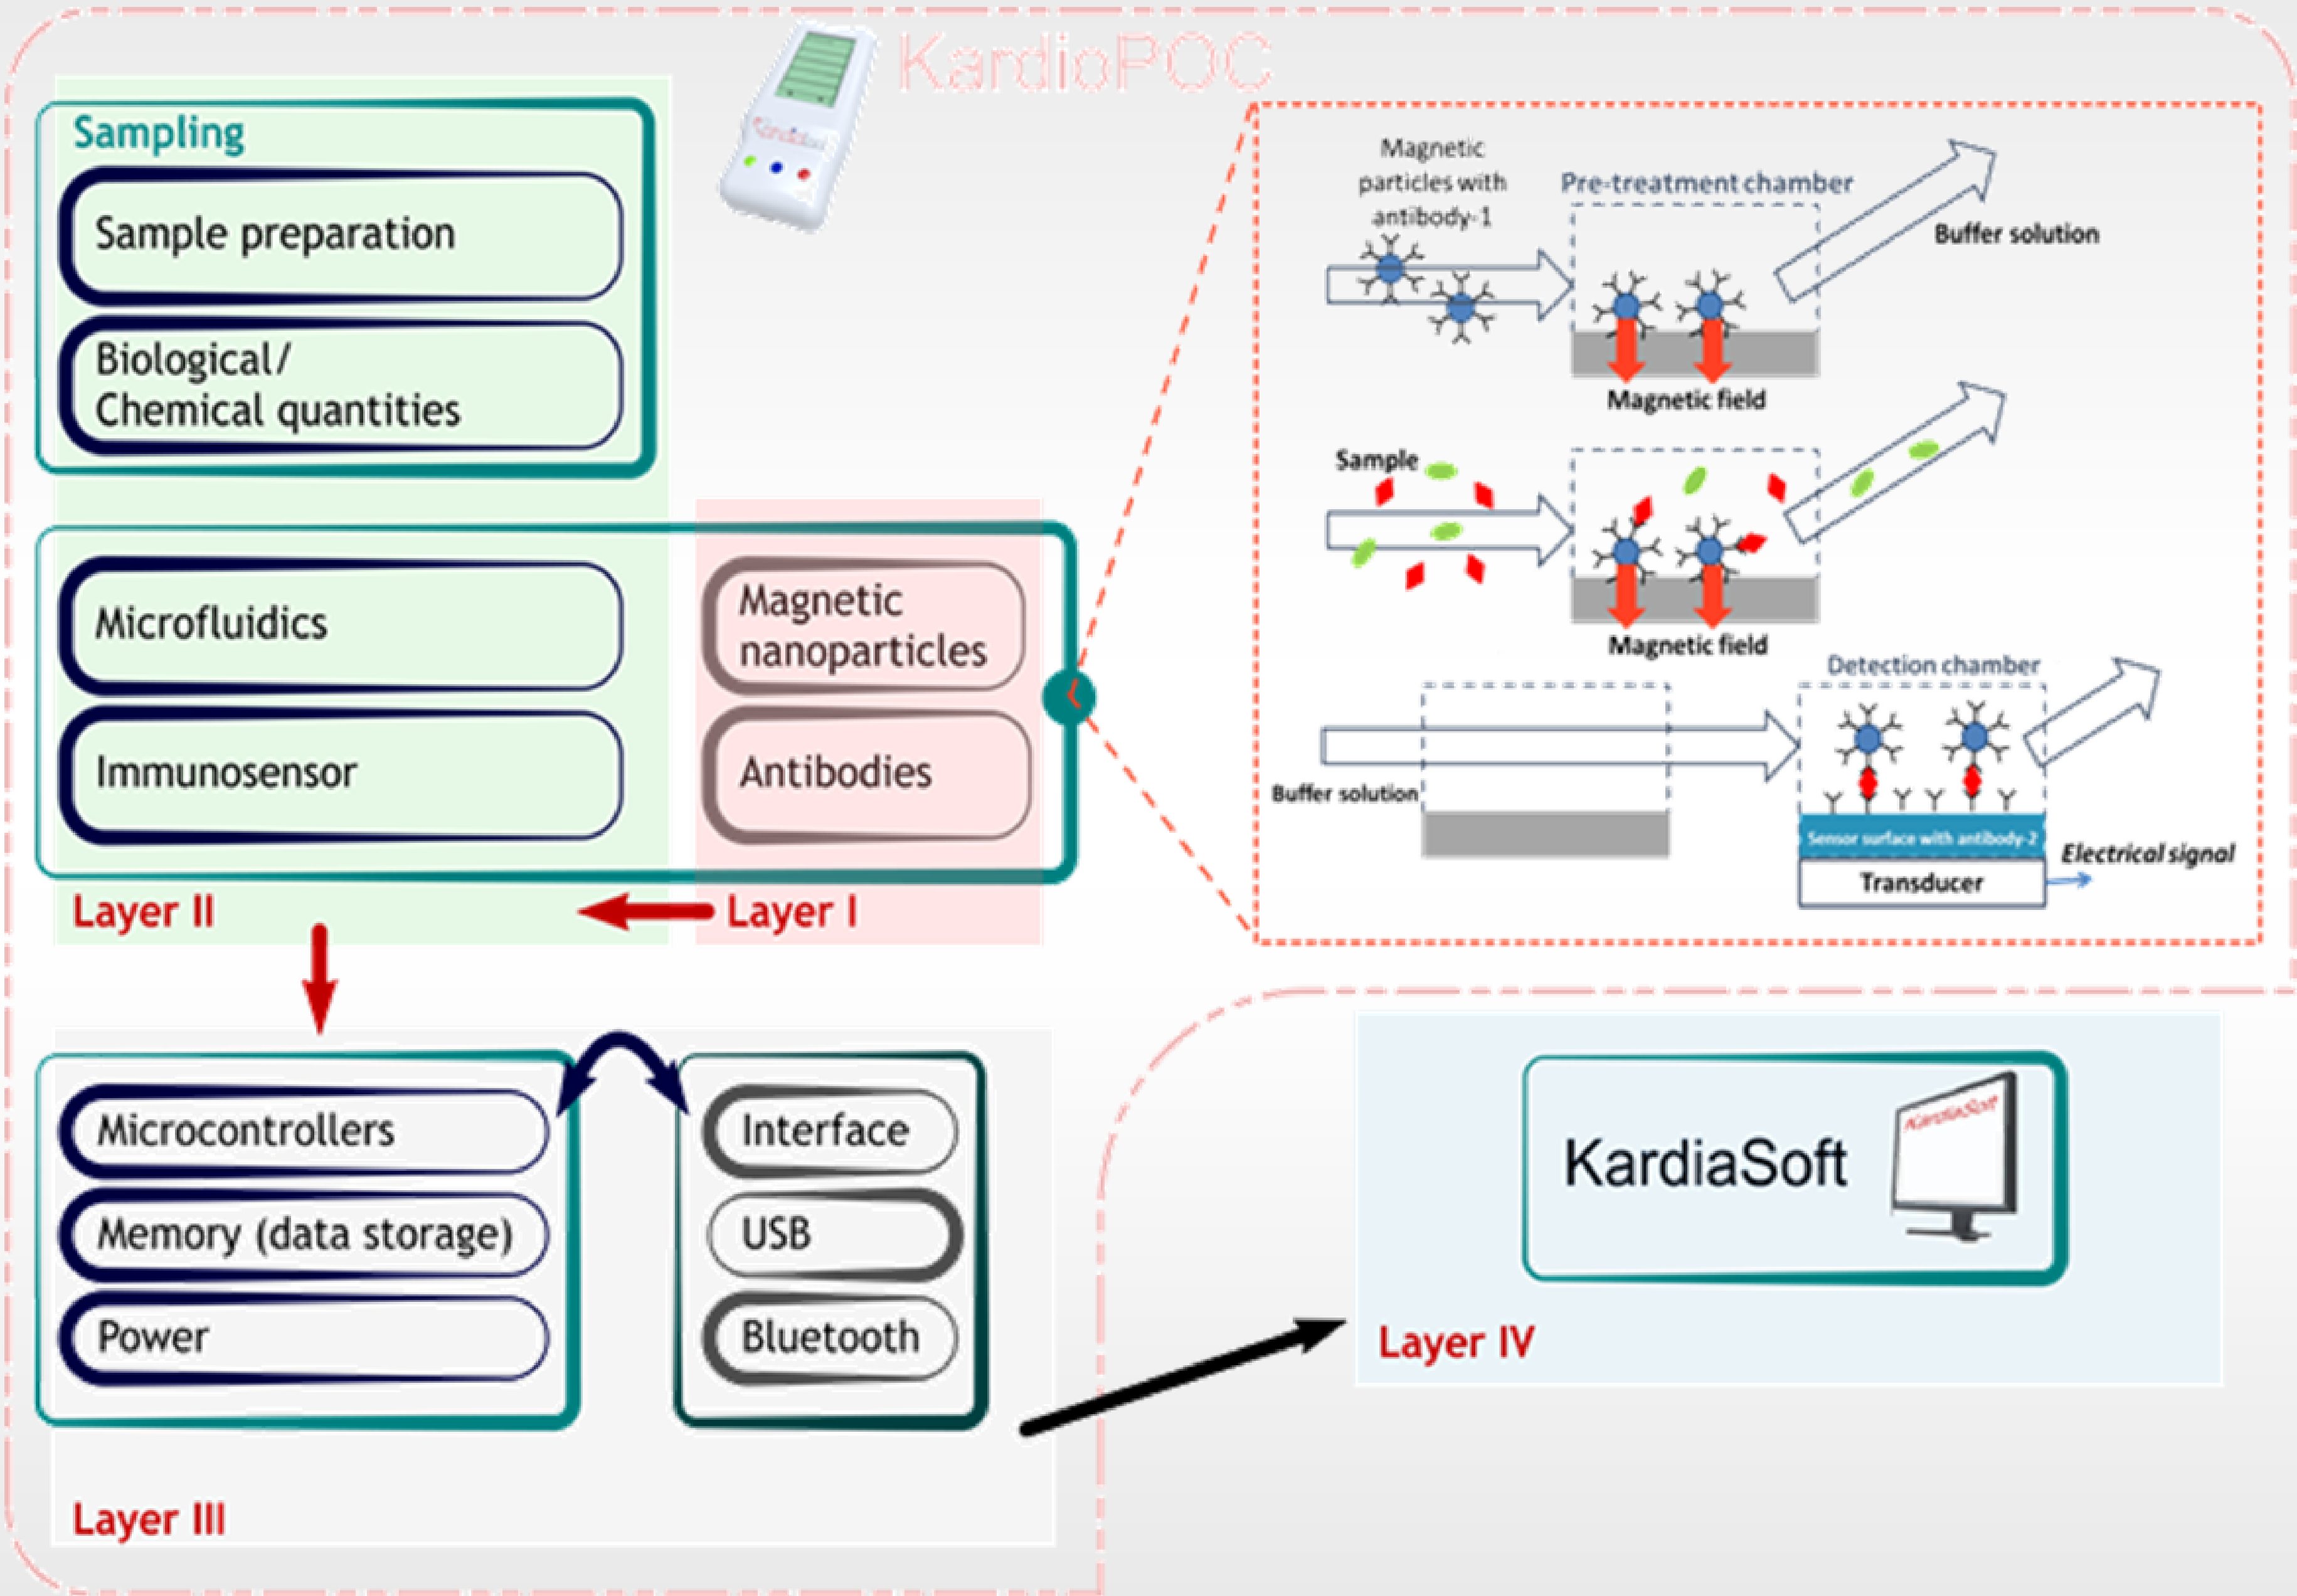 KardioPOC
Sampling
Sample preparation
Biological/
Chemical quantities
Microfluidics
Immunosensor
Magnetic
nanoparticles
Antibodies
Layer II
Layer I
Magnetic
particles with
antibody-1
Pre-treatment chamber
Buffer solution
Magnetic field
Sample
Magnetic field
Detection chamber
Buffer solution
Sensor surface with antibody-2
Electrical signal
Transducer
Microcontrollers
Memory (data storage)
Power
Interface
USB
Bluetooth
Layer III
KardiaSoft
KardiaSoft
Layer IV